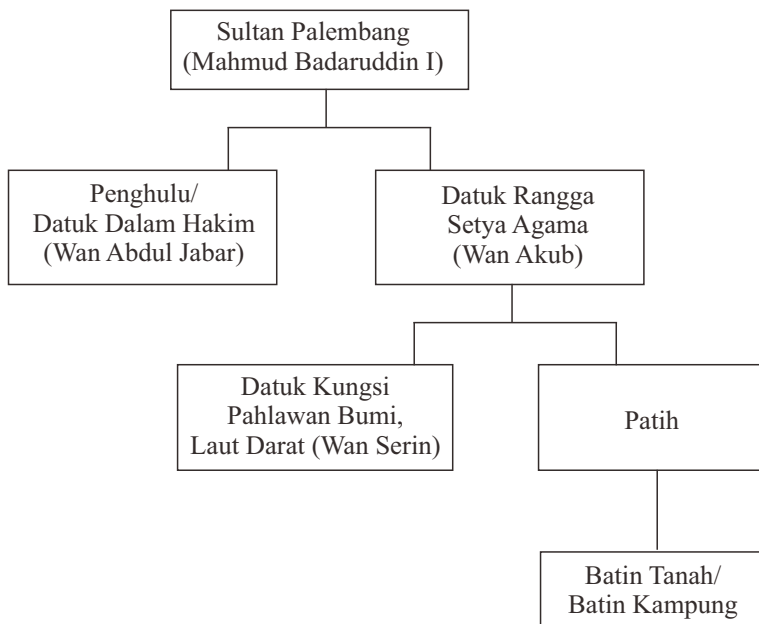 Sultan Palembang
(Mahmud Badaruddin I)
Penghulu/
Datuk Dalam Hakim
(Wan Abdul Jabar)
Datuk Rangga
Setya Agama
(Wan Akub)
Datuk Kungsi
Pahlawan Bumi,
Laut Darat (Wan Serin)
Patih
Batin Tanah/
Batin Kampung